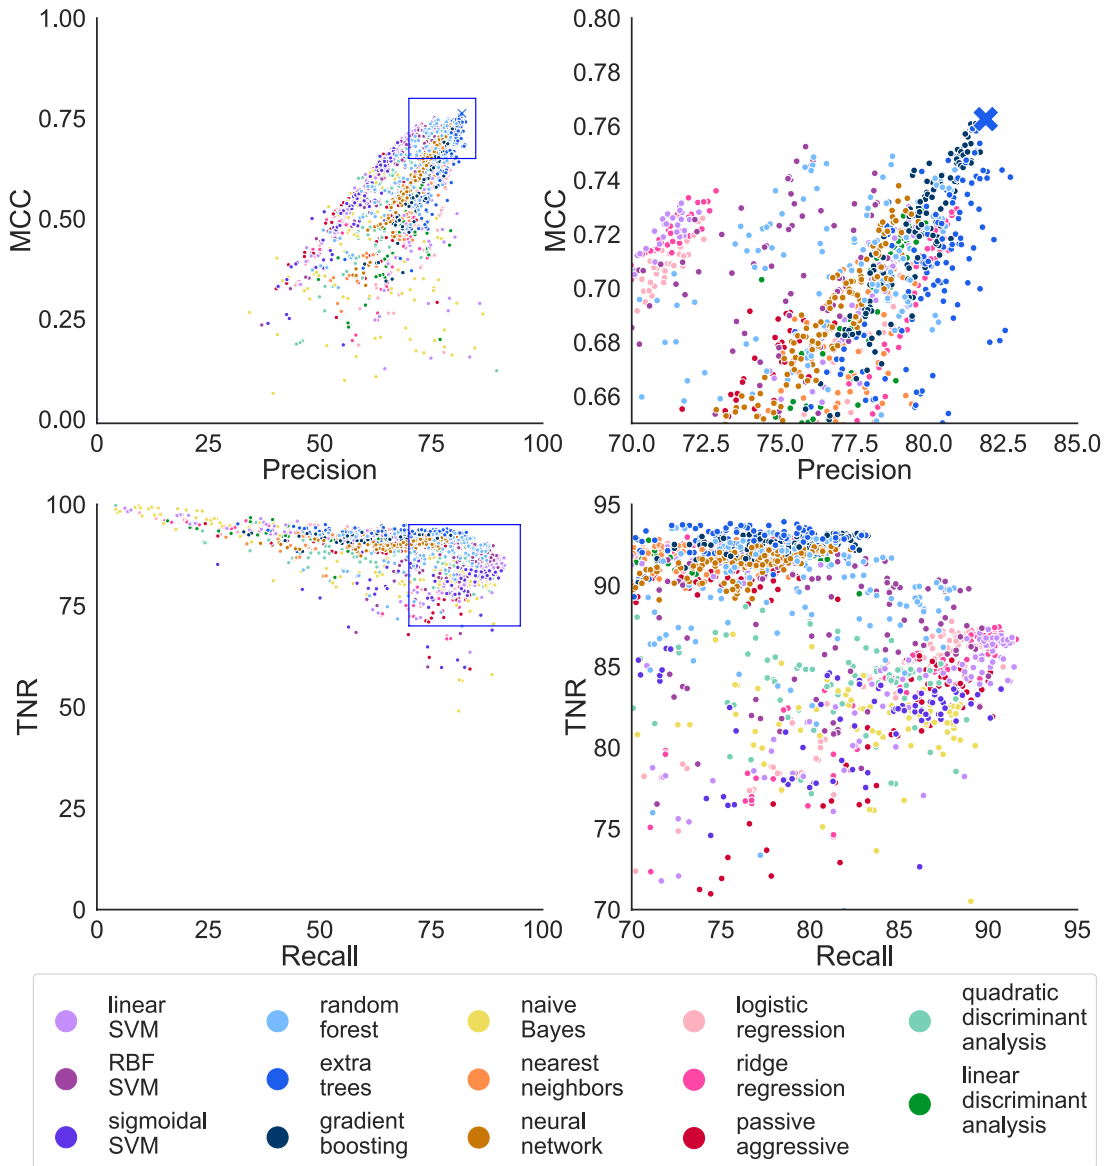 1.00
0.75
0.50
0.25
0.00
MCC
0
25
50
75
100
Precision
0.80
0.78
0.76
0.74
0.72
0.70
0.68
0.66
MCC
70.0
72.5
75.0
77.5
80.0
82.5
85.0
Precision
100
75
50
25
0
TNR
0
25
50
75
100
Recall
95
90
85
80
75
70
TNR
70
75
80
85
90
95
Recall
linear
SVM
RBF
SVM
sigmoidal
SVM
random
forest
extra
trees
gradient
boosting
naive
Bayes
nearest
neighbors
neural
network
logistic
regression
ridge
regression
passive
aggressive
quadratic
discriminant
analysis
linear
discriminant
analysis